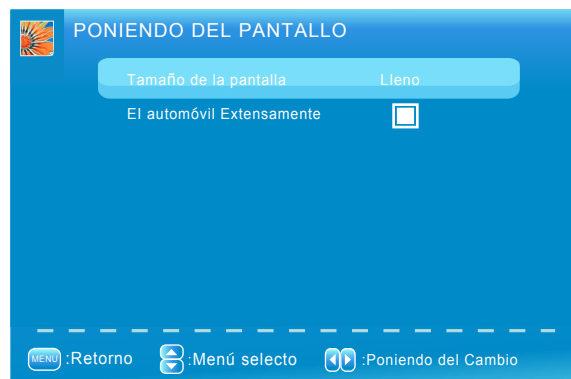 PONIENDO DEL PANTALLO
Tamaño de la pantalla Lleno
El automóvil Extensamente
MENU :Retorno :Menú selecto :Poniendo del Cambio